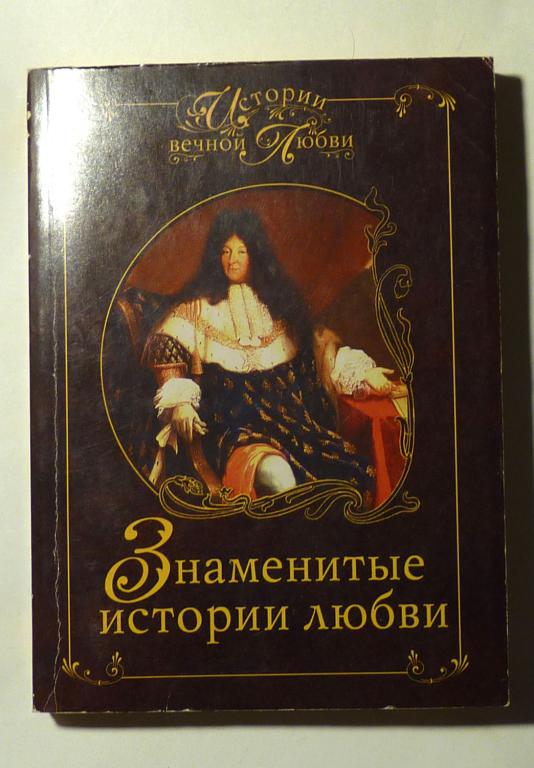 Истории
вечной Любви
Знаменитые
истории любви